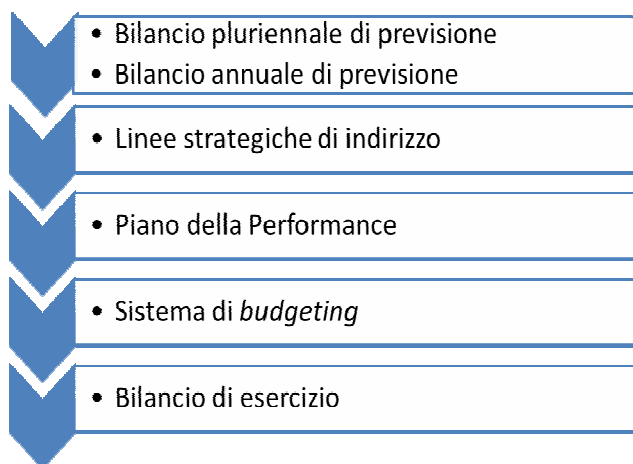 • Bilancio pluriennale di previsione
• Bilancio annuale di previsione
• Linee strategiche di indirizzo
• Piano della Performance
• Sistema di budgeting
• Bilancio di esercizio